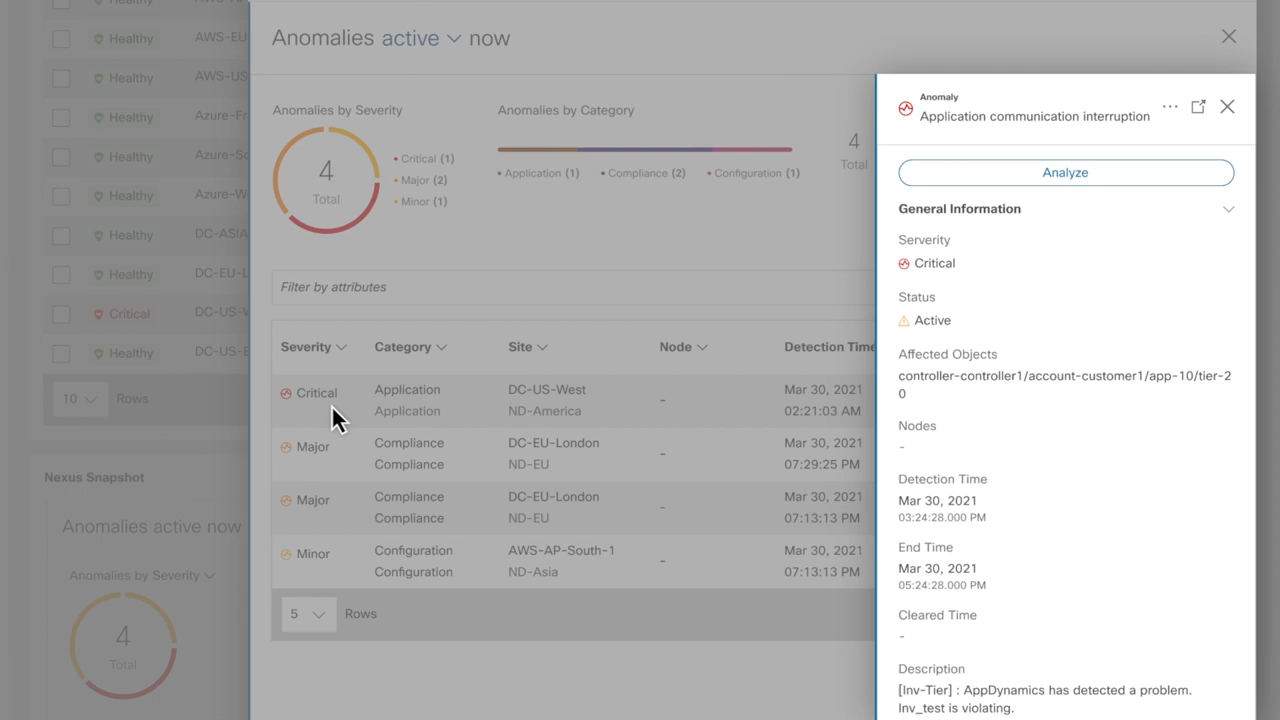 Healthy
Healthy AWS-EU
Healthy AWS-US
Healthy Azure-Fr
Healthy Azure-So
Healthy Azure-W
Healthy DC-ASIA
Healthy DC-EU-L
Critical DC-US-W
Healthy DC-US-E
10 Rows
Nexus Snapshot
Anomalies active now
Anomalies by Severity
4
Total
Anomalies active now
Anomalies by Severity
4
Total
Critical (1)
Major (2)
Minor (1)
Anomalies by Category
Application (1) Compliance (2) Configuration (1)
4
Total
Filter by attributes
Severity Category Site Node Detection Time
Critical Application DC-US-West - Mar 30, 2021
Application ND-America 02:21:03 AM
Major Compliance DC-EU-London - Mar 30, 2021
Compliance ND-EU 07:29:25 PM
Major Compliance DC-EU-London - Mar 30, 2021
Compliance ND-EU 07:13:13 PM
Minor Configuration AWS-AP-South-1 - Mar 30, 2021
Configuration ND-Asia 07:13:13 PM
5 Rows
Anomaly
Application communication interruption
Analyze
General Information
Serverity
Critical
Status
Active
Affected Objects
controller-controller1/account-customer1/app-10/tier-2
0
Nodes
-
Detection Time
Mar 30, 2021
03:24:28.000 PM
End Time
Mar 30, 2021
05:24:28.000 PM
Cleared Time
-
Description
[Inv-Tier] : AppDynamics has detected a problem.
Inv_test is violating.